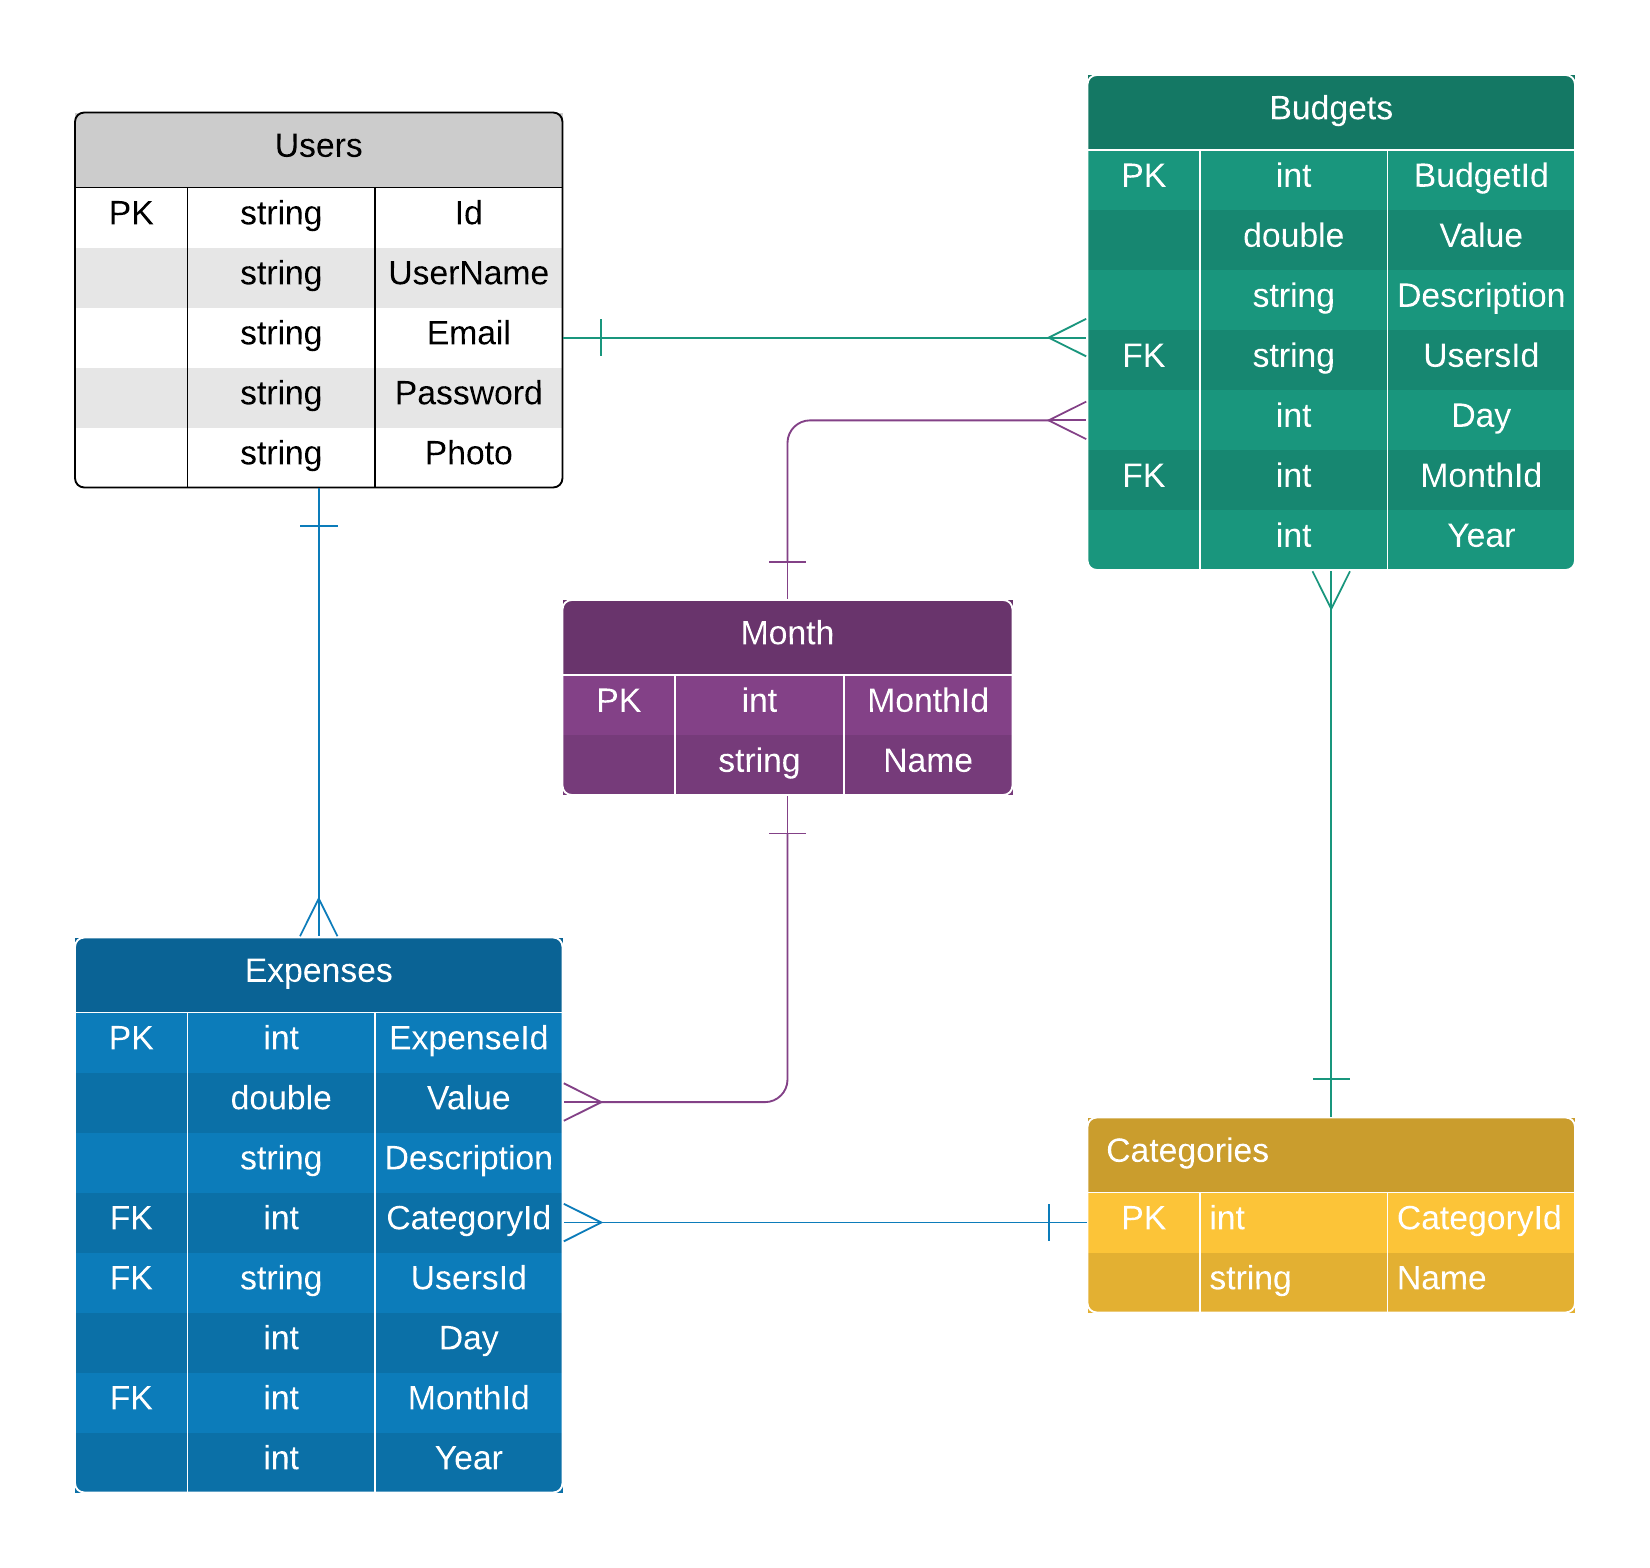 Users
PK string Id
string UserName
string Email
string Password
string Photo
Budgets
PK int BudgetId
double Value
string Description
FK string UsersId
int Day
FK int MonthId
int Year
Month
PK int MonthId
string Name
Expenses
PK int ExpenseId
double Value
string Description
FK int CategoryId
FK string UsersId
int Day
FK int MonthId
int Year
Categories
PK int CategoryId
string Name